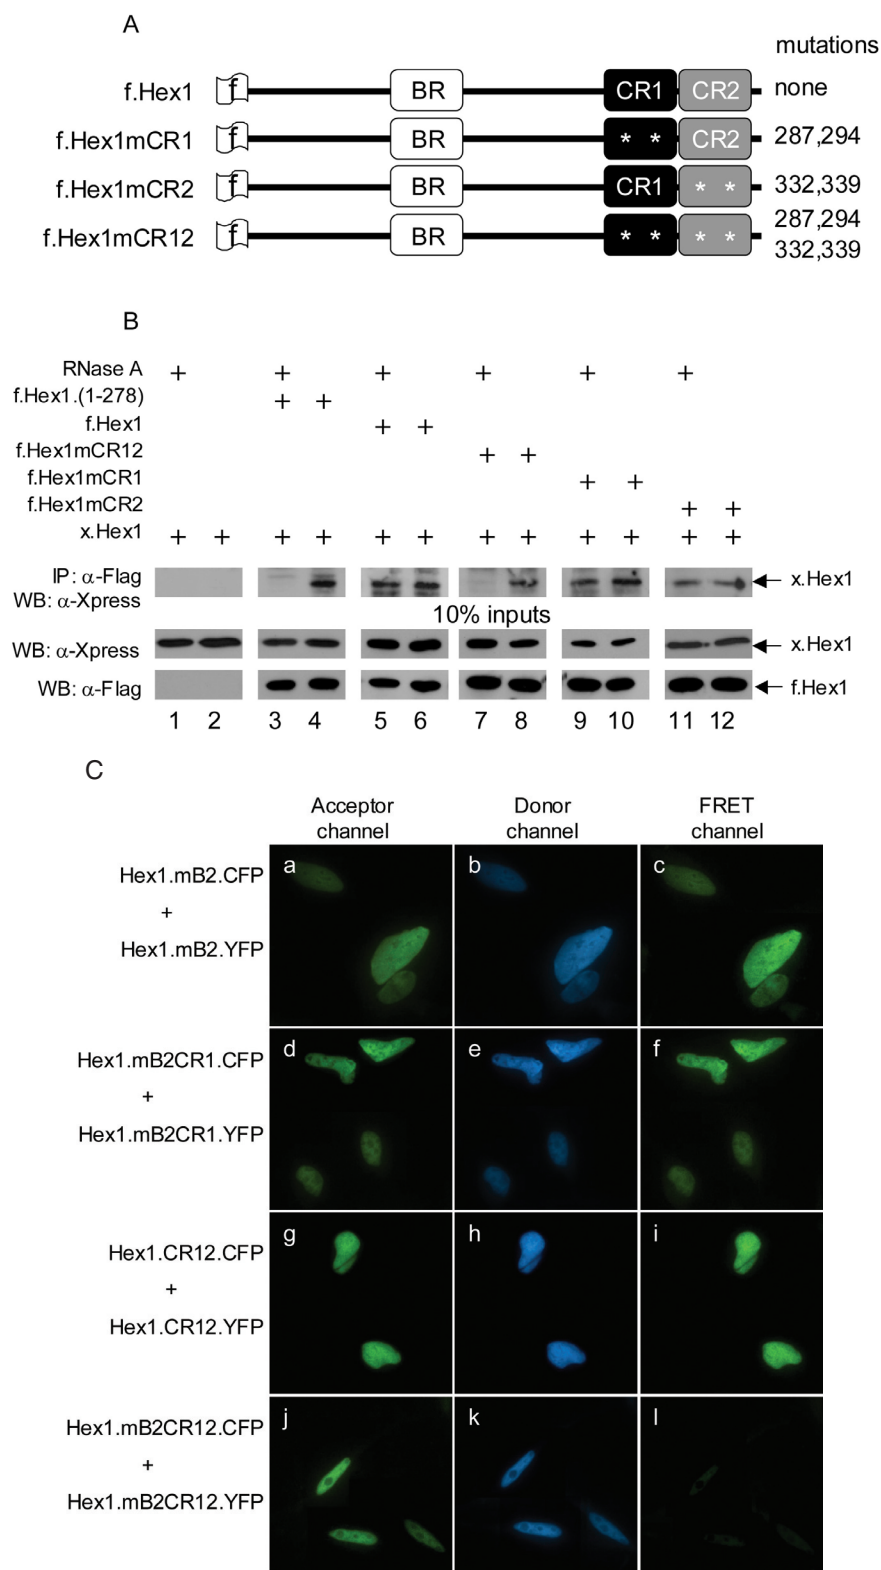 A
mutations
f.Hex1 f BR CR1 CR2 none
f.Hex1mCR1 f BR * * CR2 287,294
f.Hex1mCR2 f BR CR1 * * 332,339
f.Hex1mCR12 f BR * * * * 287,294
332,339
B
RNase A + + + + + +
f.Hex1.(1-278) + +
f.Hex1 + +
f.Hex1mCR12 + +
f.Hex1mCR1 + +
f.Hex1mCR2 + +
x.Hex1 + + + + + + + + + + + +
IP: α-Flag
WB: α-Xpress
x.Hex1
10% inputs
WB: α-Xpress x.Hex1
WB: α-Flag f.Hex1
1 2 3 4 5 6 7 8 9 10 11 12
C
Acceptor channel
Donor channel
FRET channel
Hex1.mB2.CFP
+
Hex1.mB2.YFP
a b c
Hex1.mB2CR1.CFP
+
Hex1.mB2CR1.YFP
d e f
Hex1.CR12.CFP
+
Hex1.CR12.YFP
g h i
Hex1.mB2CR12.CFP
+
Hex1.mB2CR12.YFP
j k l